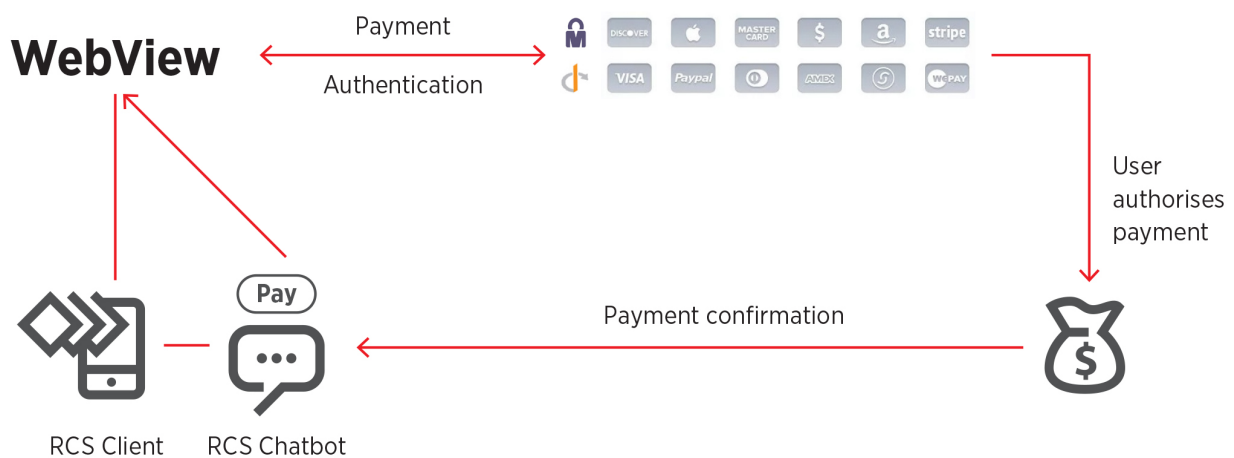 WebView
Payment
Authentication
DISCOVER
MASTER
CARD
$
a
stripe
VISA
Paypal
AMEX
WePAY
User
authorises
payment
Pay
Payment confirmation
$
RCS Client
RCS Chatbot